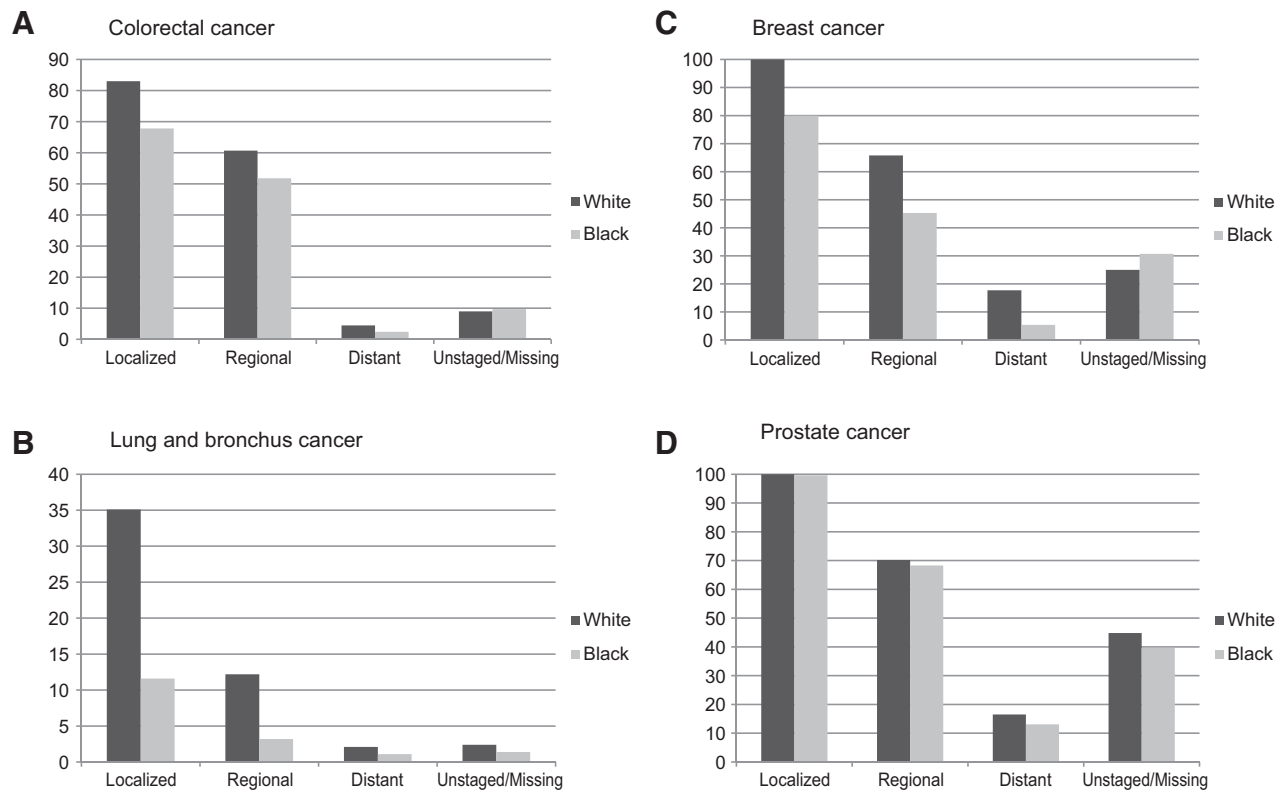 A Colorectal cancer
90
80
70
60
50
40
30
20
10
0
Localized Regional Distant Unstaged/Missing
White
Black
C Breast cancer
100
90
80
70
60
50
40
30
20
10
0
Localized Regional Distant Unstaged/Missing
White
Black
B Lung and bronchus cancer
40
35
30
25
20
15
10
5
0
Localized Regional Distant Unstaged/Missing
White
Black
D Prostate cancer
100
90
80
70
60
50
40
30
20
10
0
Localized Regional Distant Unstaged/Missing
White
Black